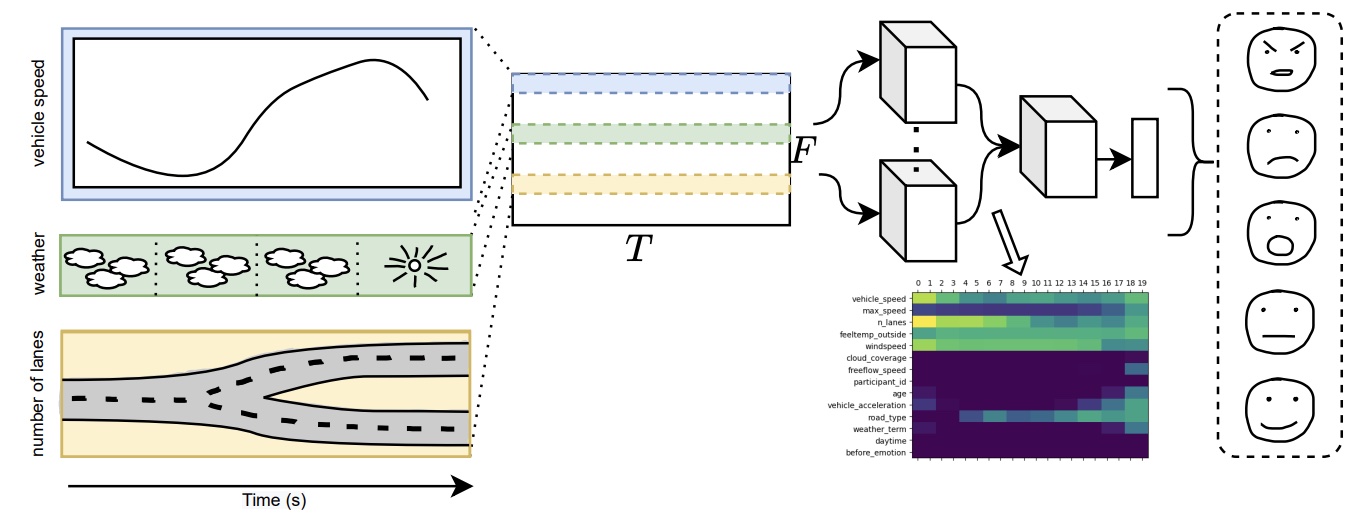 vehicle speed
weather
number of lanes
Time (s)
T
F
0 1 2 3 4 5 6 7 8 9 10 11 12 13 14 15 16 17 18 19
vehicle_speed
max_speed
n_lanes
feeltemp_outside
windspeed
cloud_coverage
freeflow_speed
participant_id
age
vehicle_acceleration
road_type
weather_term
daytime
before_emotion